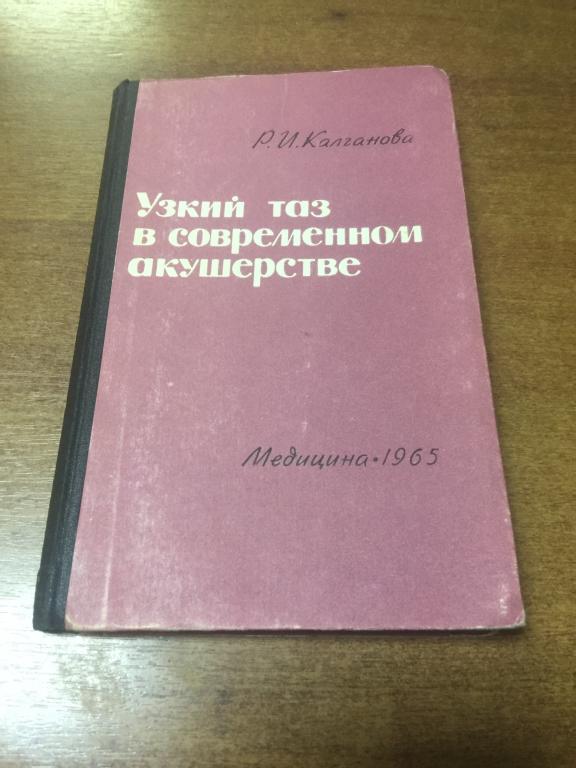 Р.И.Калганова
Узкий таз
в современном
акушерстве
Медицина•1965